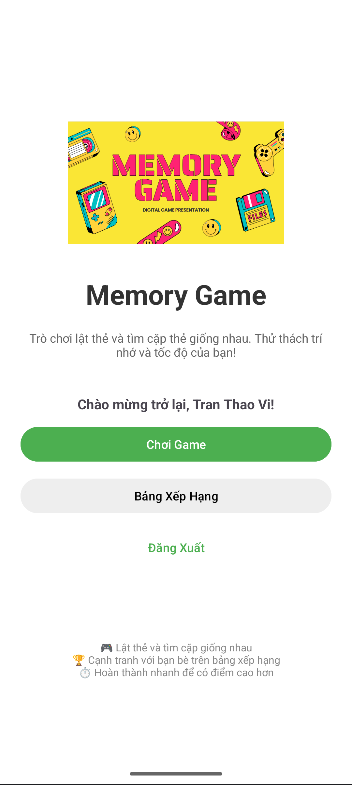 MEMORY
GAME
DIGITAL GAME PRESENTATION
Memory Game
Trò chơi lật thẻ và tìm cặp thẻ giống nhau. Thử thách trí
nhớ và tốc độ của bạn!
Chào mừng trở lại, Tran Thao Vi!
Chơi Game
Bảng Xếp Hạng
Đăng Xuất
🎮 Lật thẻ và tìm cặp giống nhau
🏆 Cạnh tranh với bạn bè trên bảng xếp hạng
⏱️ Hoàn thành nhanh để có điểm cao hơn